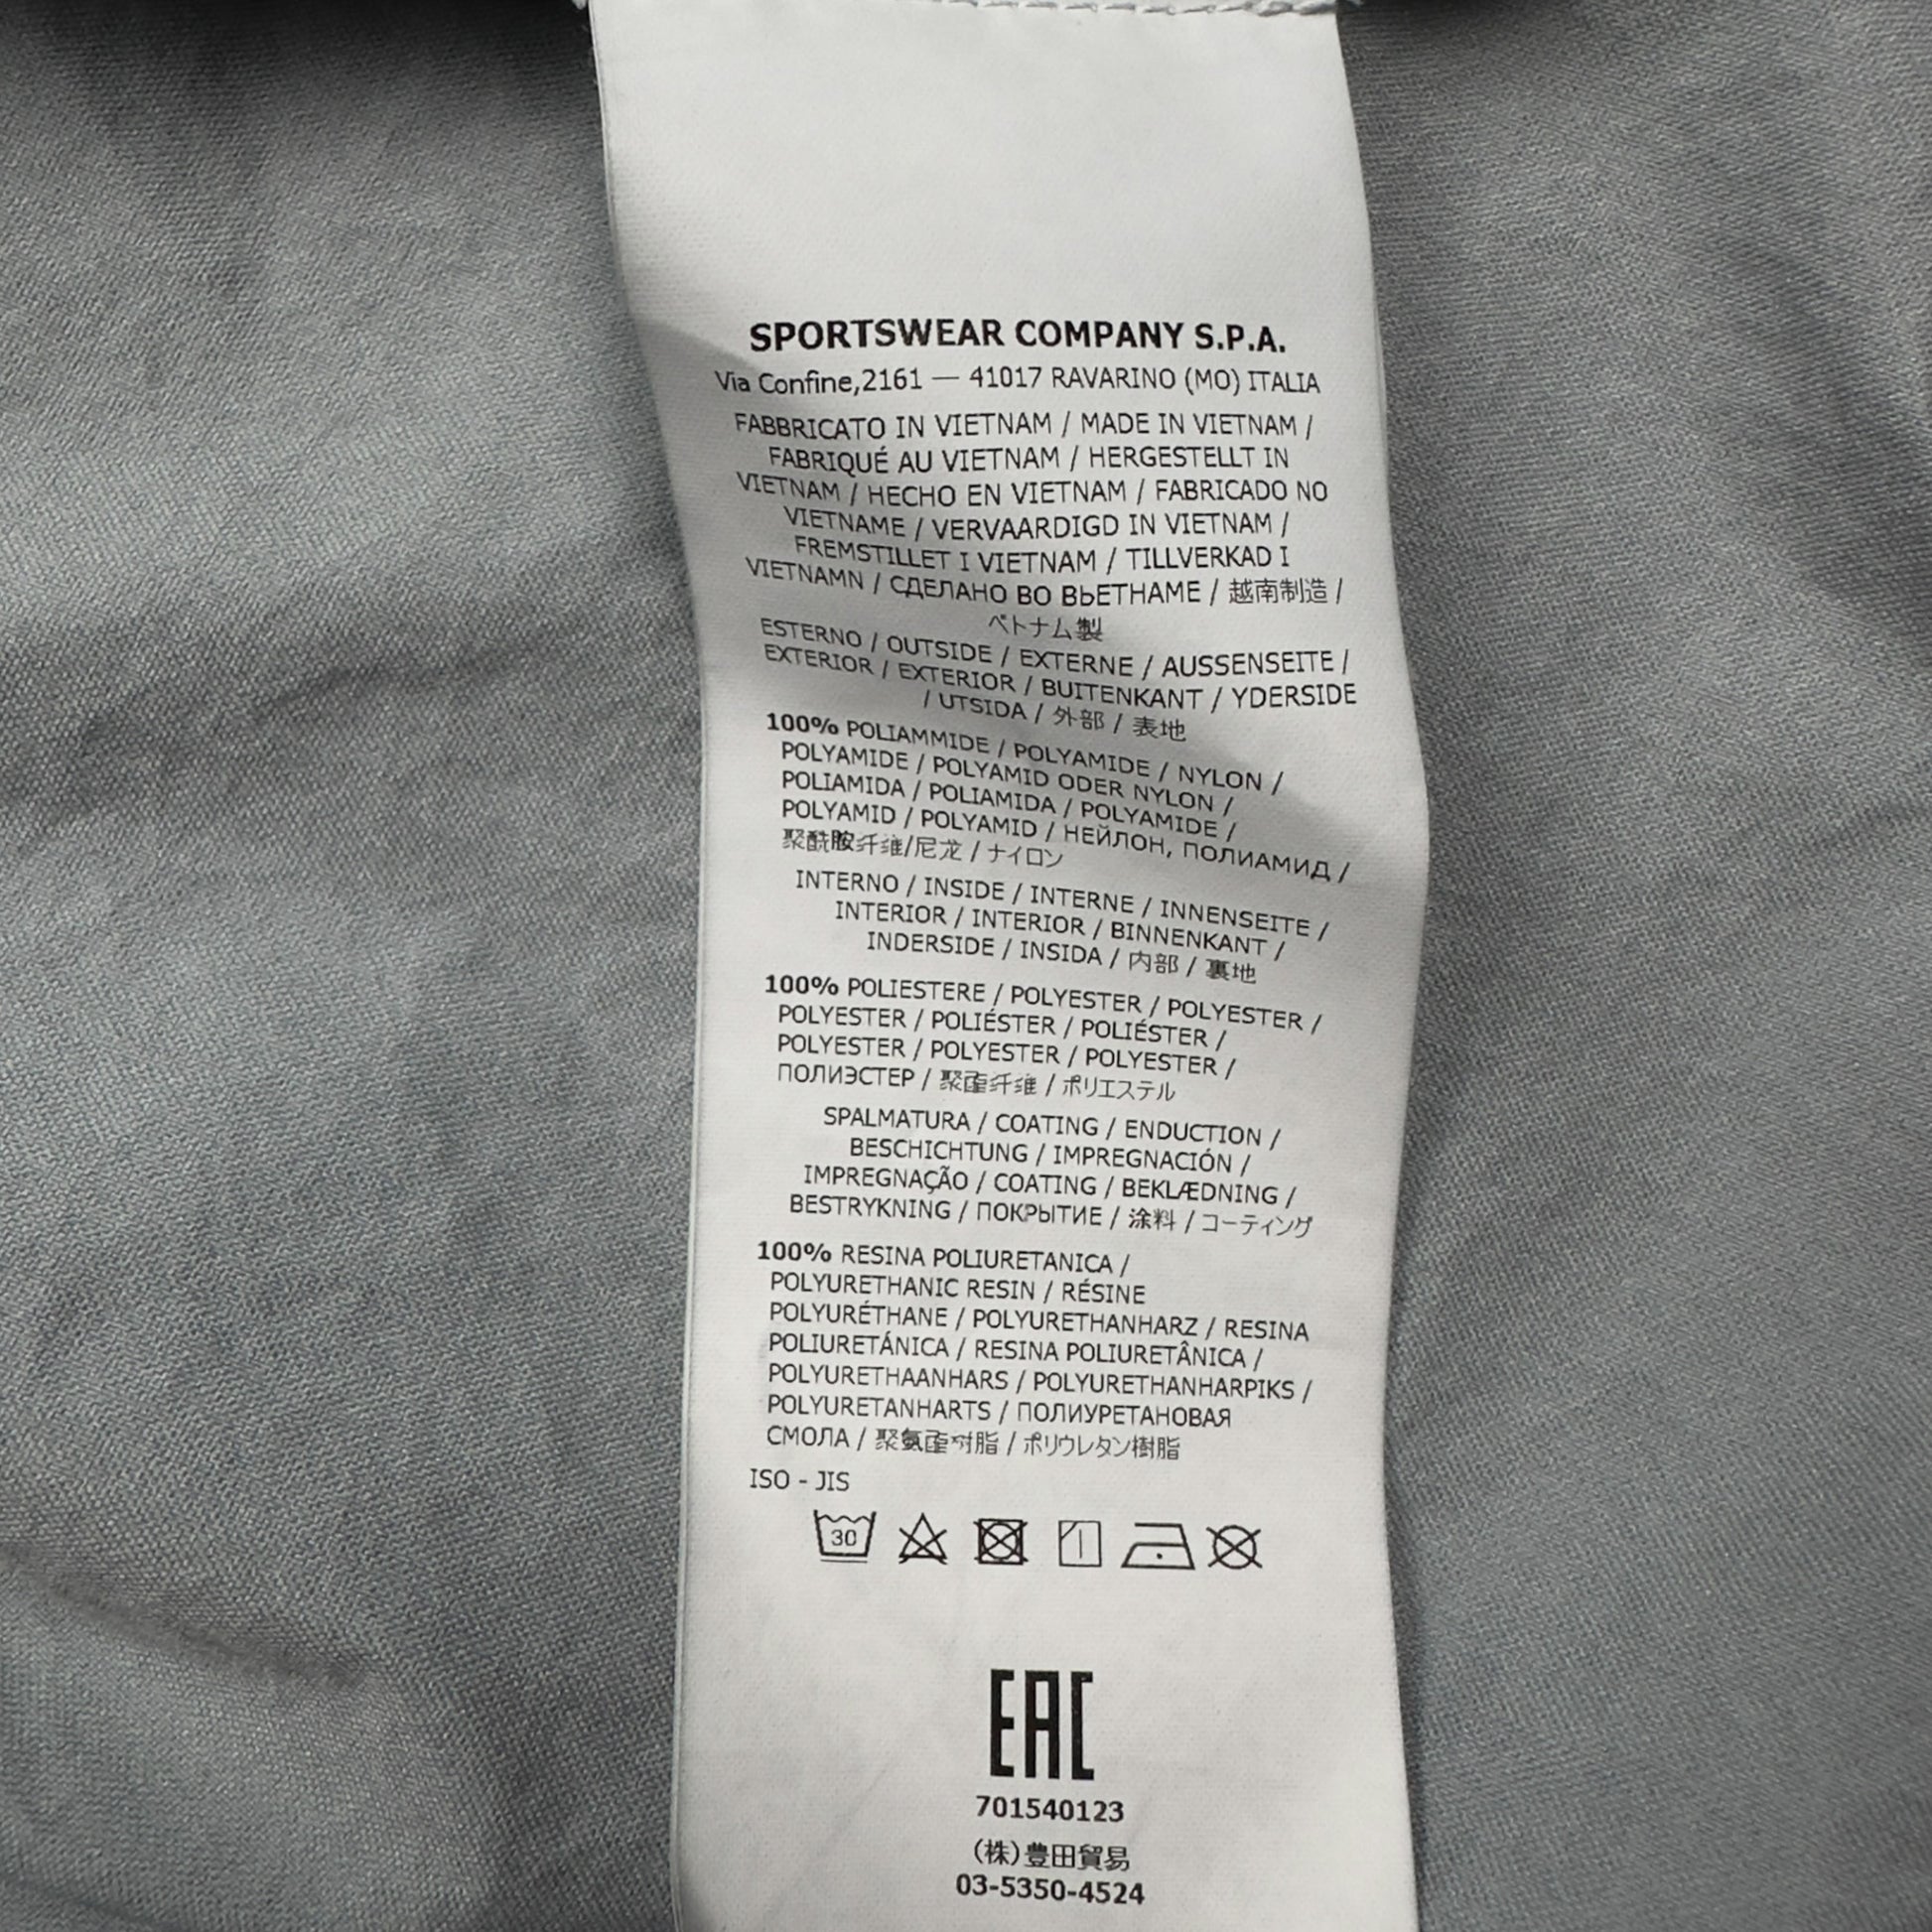 SPORTSWEAR COMPANY S.P.A.
Via Confine,2161 — 41017 RAVARINO (MO) ITALIA
FABBRICATO IN VIETNAM / MADE IN VIETNAM /
FABRIQUÉ AU VIETNAM / HERGESTELLT IN
VIETNAM / HECHO EN VIETNAM / FABRICADO NO
VIETNAME / VERVAARDIGD IN VIETNAM /
FREMSTILLET I VIETNAM / TILLVERKAD I
VIETNAMN / СДЕЛАНО ВО ВЬЕТНАМЕ / 越南制造 /
ベトナム製
ESTERNO / OUTSIDE / EXTERNE / AUSSENSEITE /
EXTERIOR / EXTERIOR / BUITENKANT / YDERSIDE
/ UTSIDA / 外部 / 表地
100% POLIAMMIDE / POLYAMIDE / NYLON /
POLYAMIDE / POLYAMID ODER NYLON /
POLIAMIDA / POLIAMIDA / POLYAMIDE /
POLYAMID / POLYAMID / НЕЙЛОН, ПОЛИАМИД /
聚酰胺纤维/尼龙 / ナイロン
INTERNO / INSIDE / INTERNE / INNENSEITE /
INTERIOR / INTERIOR / BINNENKANT /
INDERSIDE / INSIDA / 内部 / 裏地
100% POLIESTERE / POLYESTER / POLYESTER /
POLYESTER / POLIÉSTER / POLIÉSTER /
POLYESTER / POLYESTER / POLYESTER /
ПОЛИЭСТЕР / 聚酯纤维 / ポリエステル
SPALMATURA / COATING / ENDUCTION /
BESCHICHTUNG / IMPREGNACIÓN /
IMPREGNAÇÃO / COATING / BEKLÆDNING /
BESTRYKNING / ПОКРЫТИЕ / 涂料 / コーティング
100% RESINA POLIURETANICA /
POLYURETHANIC RESIN / RÉSINE
POLYURÉTHANE / POLYURETHANHARZ / RESINA
POLIURETÁNICA / RESINA POLIURETÂNICA /
POLYURETHAANHARS / POLYURETHANHARPIKS /
POLYURETANHARTS / ПОЛИУРЕТАНОВАЯ
СМОЛА / 聚氨酯树脂 / ポリウレタン樹脂
ISO - JIS
30
EAC
701540123
(株)豊田貿易
03-5350-4524